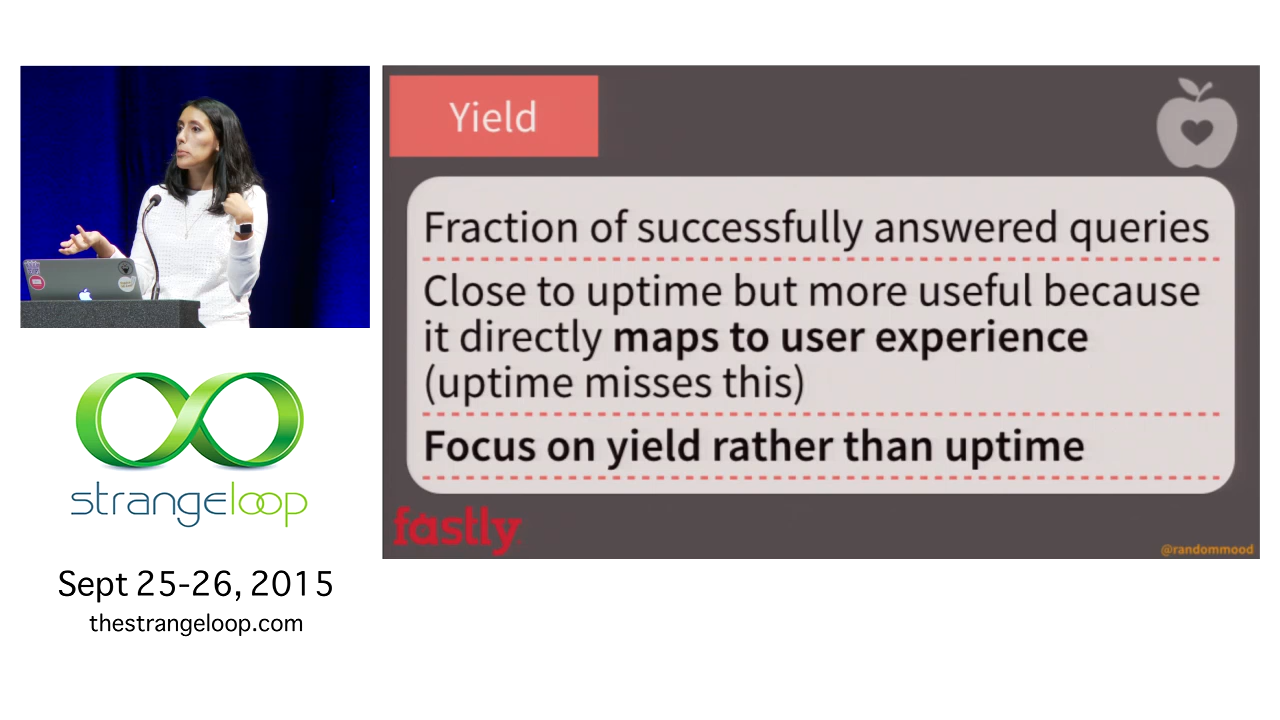 Yield
Fraction of successfully answered queries
Close to uptime but more useful because
it directly maps to user experience
(uptime misses this)
Focus on yield rather than uptime
fastly
@randommood
strangeloop
Sept 25-26, 2015
thestrangeloop.com